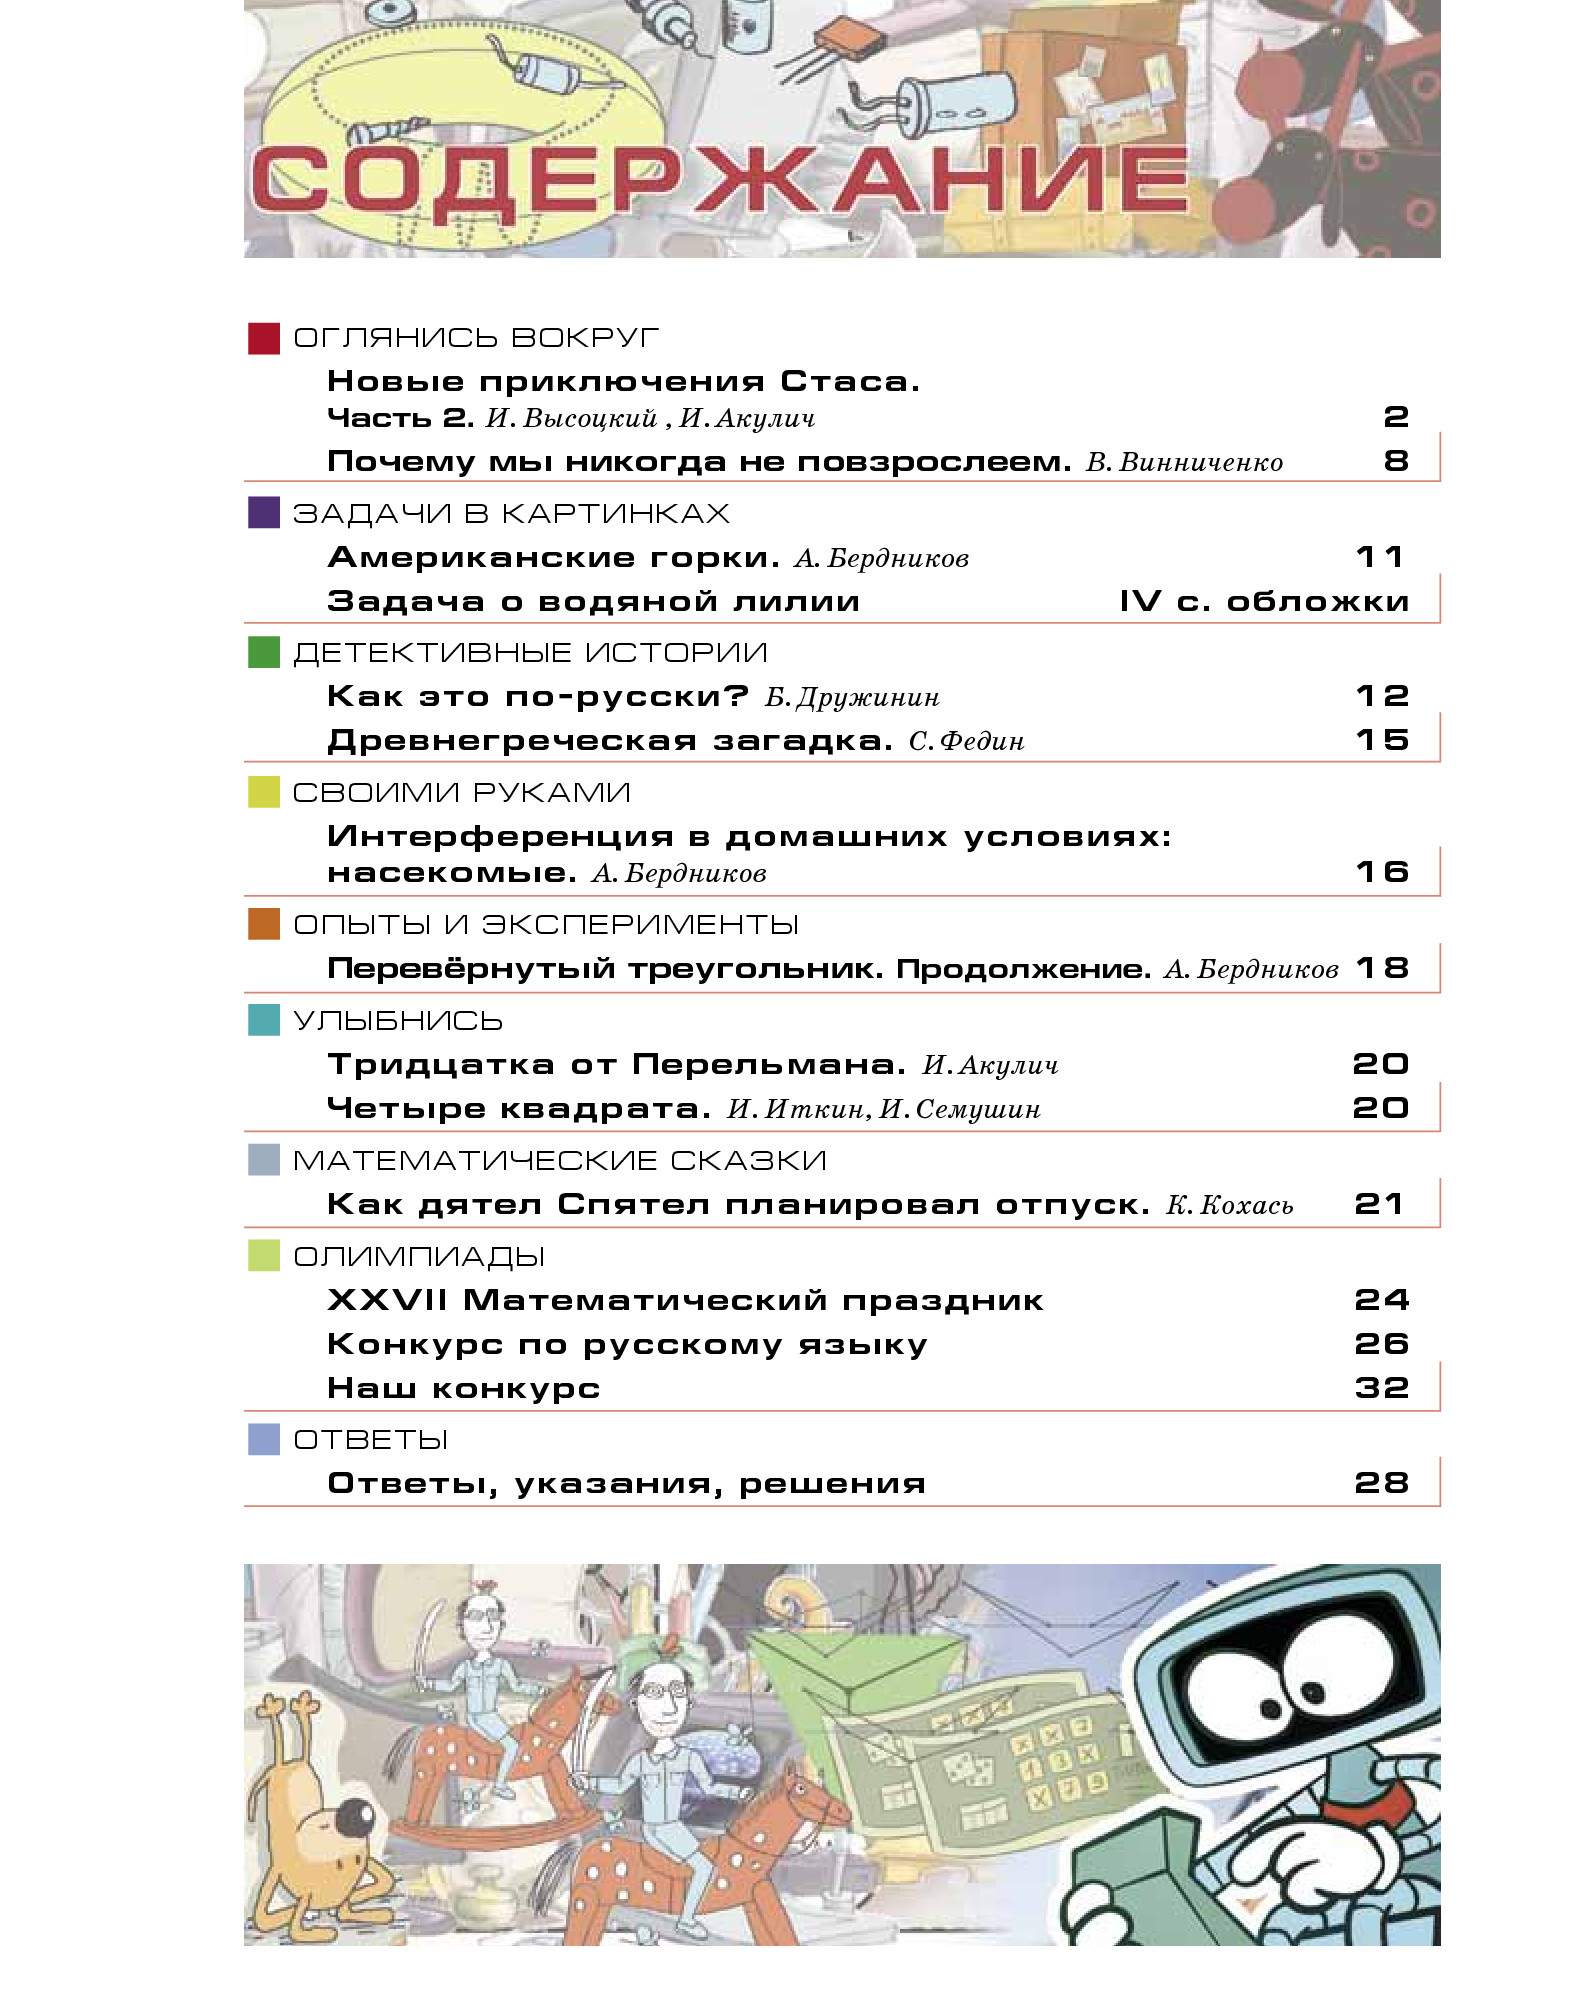 СОДЕРЖАНИЕ
ОГЛЯНИСЬ ВОКРУГ
Новые приключения Стаса.
Часть 2. И. Высоцкий , И. Акулич 2
Почему мы никогда не повзрослеем. В. Винниченко 8
ЗАДАЧИ В КАРТИНКАХ
Американские горки. А. Бердников 11
Задача о водяной лилии IV с. обложки
ДЕТЕКТИВНЫЕ ИСТОРИИ
Как это по-русски? Б. Дружинин 12
Древнегреческая загадка. С. Федин 15
СВОИМИ РУКАМИ
Интерференция в домашних условиях:
насекомые. А. Бердников 16
ОПЫТЫ И ЭКСПЕРИМЕНТЫ
Перевёрнутый треугольник. Продолжение. А. Бердников 18
УЛЫБНИСЬ
Тридцатка от Перельмана. И. Акулич 20
Четыре квадрата. И. Иткин, И. Семушин 20
МАТЕМАТИЧЕСКИЕ СКАЗКИ
Как дятел Спятел планировал отпуск. К. Кохась 21
ОЛИМПИАДЫ
XXVII Математический праздник 24
Конкурс по русскому языку 26
Наш конкурс 32
ОТВЕТЫ
Ответы, указания, решения 28